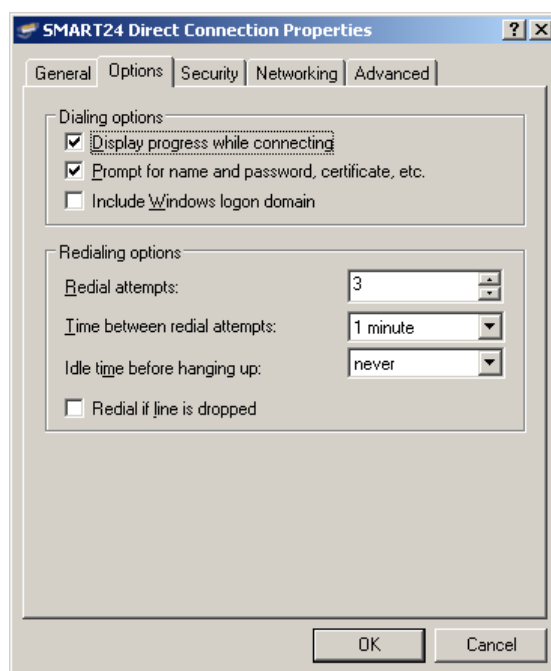 SMART24 Direct Connection Properties
General Options Security Networking Advanced
Dialing options
Display progress while connecting
Prompt for name and password, certificate, etc.
Include Windows logon domain
Redialing options
Redial attempts: 3
Time between redial attempts: 1 minute
Idle time before hanging up: never
Redial if line is dropped
OK Cancel